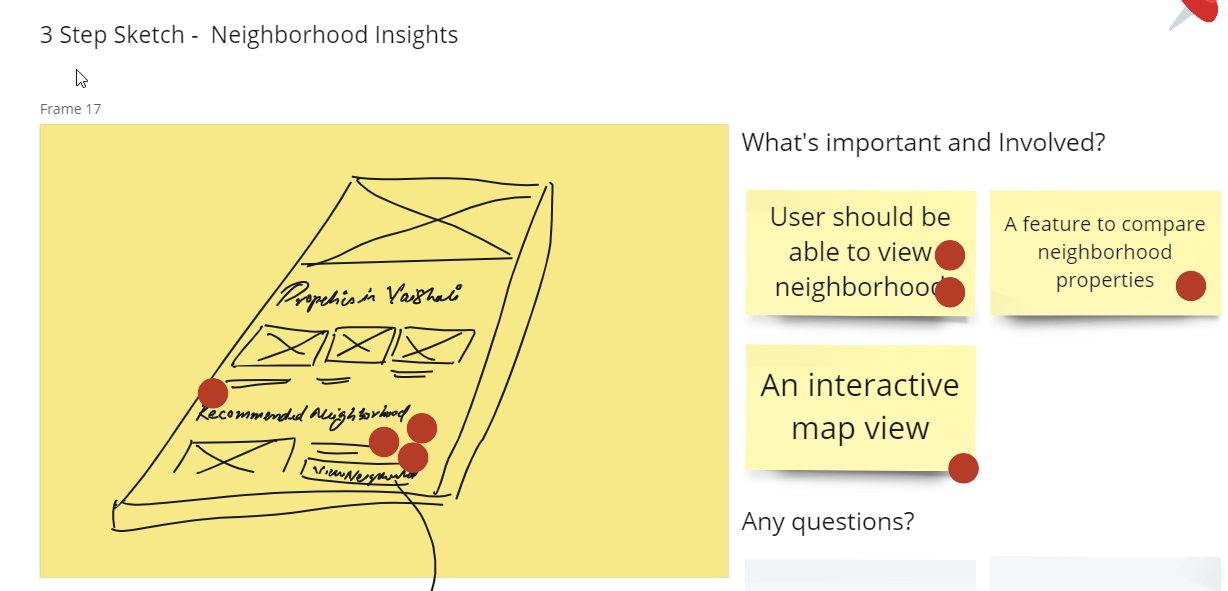 3 Step Sketch - Neighborhood Insights
Frame 17
What's important and Involved?
User should be
able to view
neighborhood
A feature to compare
neighborhood
properties
An interactive
map view
Any questions?
Properties in Vaishali
Recommended Neighborhood
View